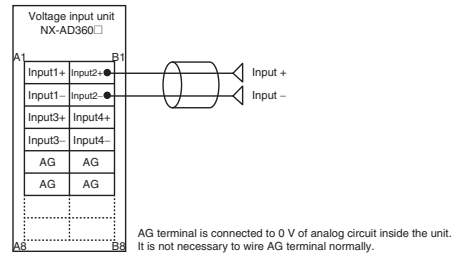 Voltage input unit
NX-AD360□
A1 B1
Input1+ Input2+ Input +
Input1– Input2– Input –
Input3+ Input4+
Input3– Input4–
AG AG
AG AG
A8 B8
AG terminal is connected to 0 V of analog circuit inside the unit.
It is not necessary to wire AG terminal normally.